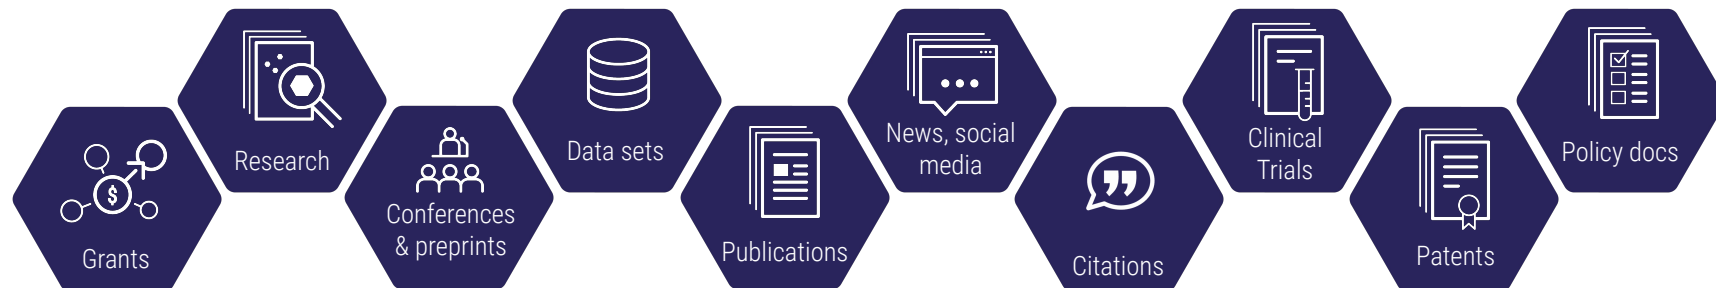 Grants
Research
Conferences
& preprints
Data sets
Publications
News, social
media
Citations
Clinical
Trials
Patents
Policy docs